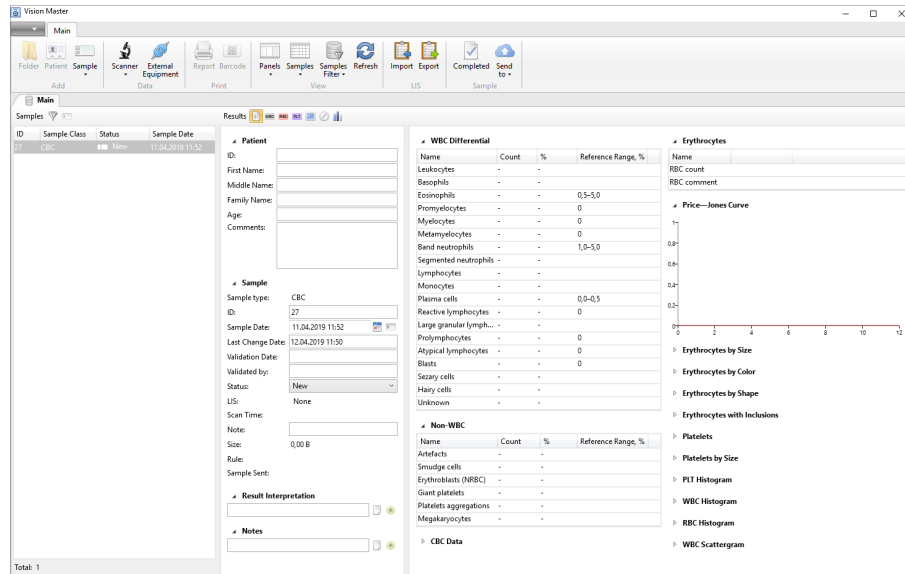 Vision Master
Main
Folder Patient Sample Scanner External Equipment Report Barcode Panels Samples Samples Filter Refresh Import Export Completed Send to
Add Data Print View LIS Sample
Main
Samples
Results WBC RBC PLT
ID Sample Class Status Sample Date
27 CBC New 11.04.2019 11:52
Total: 1
Patient
ID:
First Name:
Middle Name:
Family Name:
Age:
Comments:
Sample
Sample type: CBC
ID: 27
Sample Date: 11.04.2019 11:52
Last Change Date: 12.04.2019 11:50
Validation Date:
Validated by:
Status: New
LIS: None
Scan Time:
Note:
Size: 0,00 B
Rule:
Sample Sent:
Result Interpretation
Notes
WBC Differential
Name Count % Reference Range, %
Leukocytes - -
Basophils - -
Eosinophils - - 0,5–5,0
Promyelocytes - - 0
Myelocytes - - 0
Metamyelocytes - - 0
Band neutrophils - - 1,0–5,0
Segmented neutrophils - -
Lymphocytes - -
Monocytes - -
Plasma cells - - 0,0–0,5
Reactive lymphocytes - - 0
Large granular lymph... - -
Prolymphocytes - - 0
Atypical lymphocytes - - 0
Blasts - - 0
Sezary cells - -
Hairy cells - -
Unknown - -
Non-WBC
Name Count % Reference Range, %
Artefacts - -
Smudge cells - -
Erythroblasts (NRBC) - -
Giant platelets - -
Platelets aggregations - -
Megakaryocytes - -
CBC Data
Erythrocytes
Name
RBC count
RBC comment
Price—Jones Curve
1
0,8
0,6
0,4
0,2
0
0 2 4 6 8 10 12
Erythrocytes by Size
Erythrocytes by Color
Erythrocytes by Shape
Erythrocytes with Inclusions
Platelets
Platelets by Size
PLT Histogram
WBC Histogram
RBC Histogram
WBC Scattergram